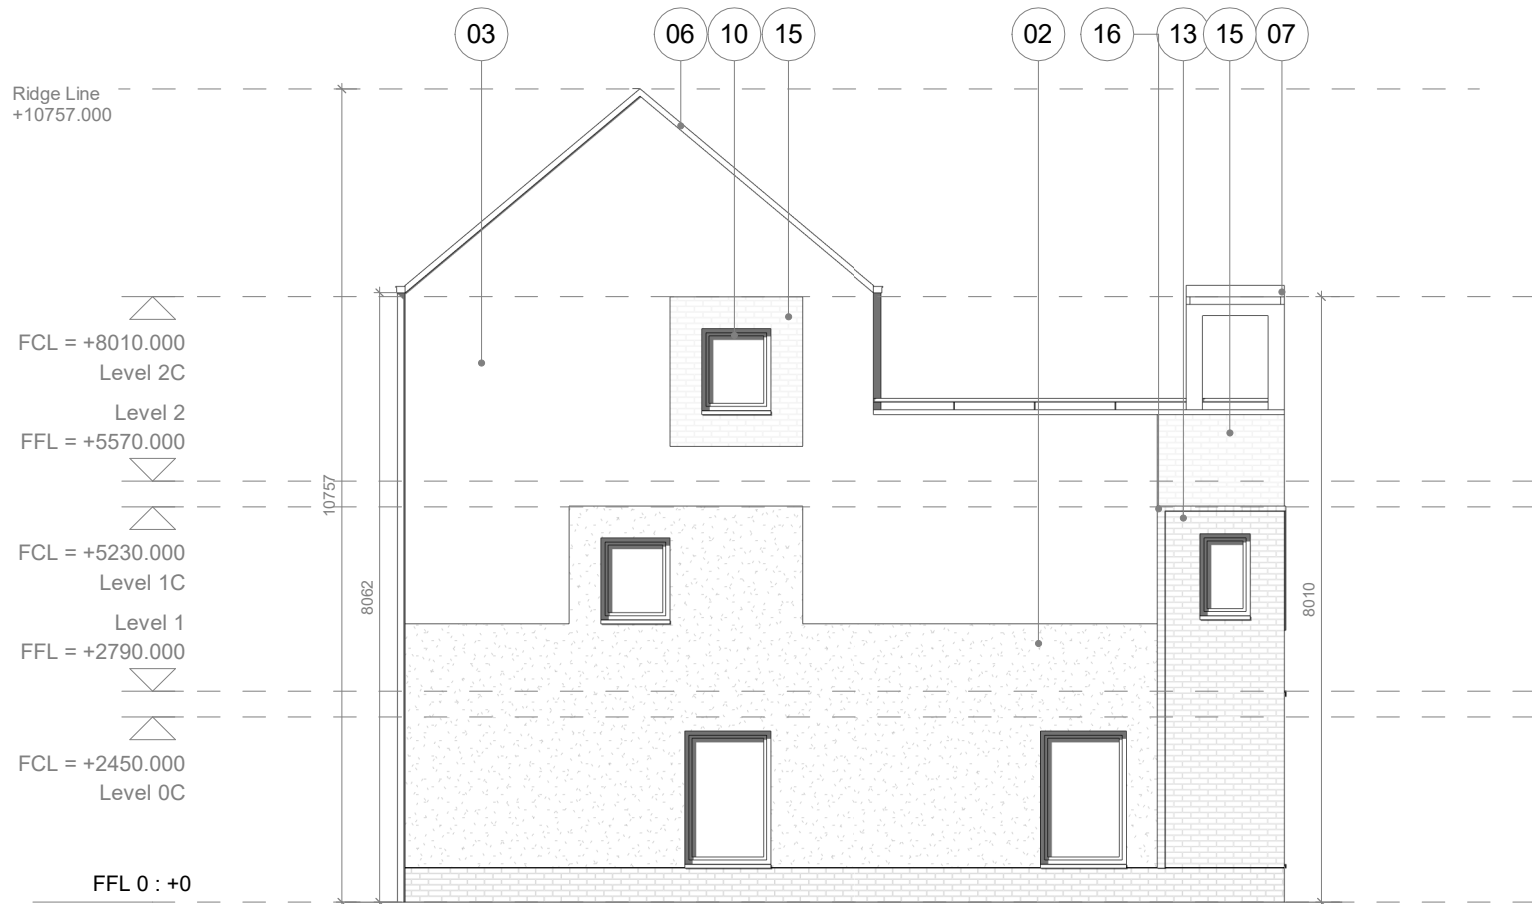 03
06
10
15
02
16
13
15
07
Ridge Line
+10757.000
FCL = +8010.000
Level 2C
Level 2
FFL = +5570.000
10757
FCL = +5230.000
Level 1C
8062
8010
Level 1
FFL = +2790.000
FCL = +2450.000
Level 0C
FFL 0 : +0